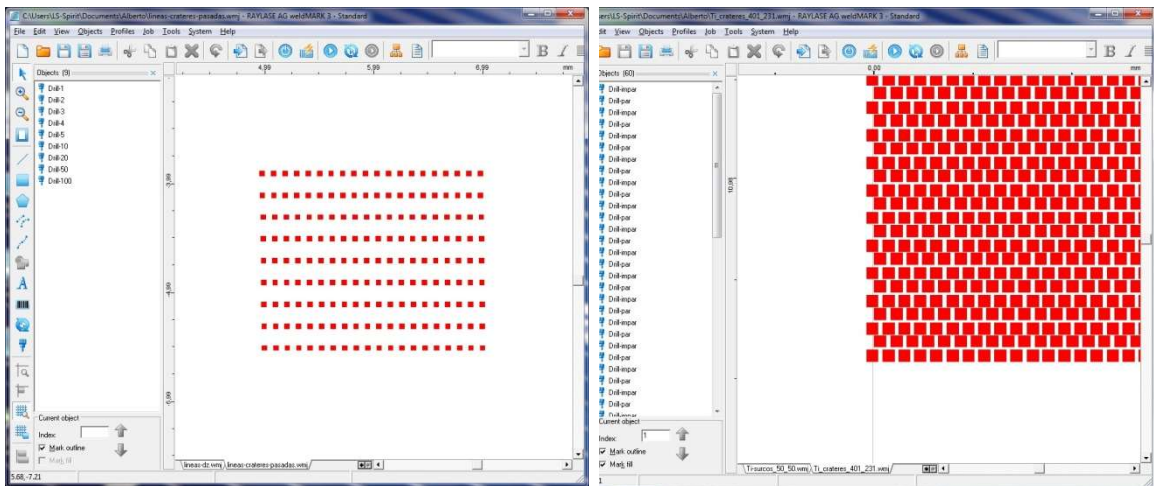 C:\Users\LS-Spirit\Documents\Alberto\lineas-crateres-pasadas.wmj - RAYLASE AG weldMARK 3 - Standard
File Edit View Objects Profiles Job Tools System Help
Objects (9)
4,99 5,99 6,99 mm
Drill-1
Drill-2
Drill-3
Drill-4
Drill-5
Drill-10
Drill-20
Drill-50
Drill-100
-3,99
-4,99
Current object
Index:
Mark outline
Mark fill
lineas-dz.wmj lineas-crateres-pasadas.wmj
5.68,-7.21
ers\LS-Spirit\Documents\Alberto\Ti_crateres_401_231.wmj - RAYLASE AG weldMARK 3 - Standard
dit View Objects Profiles Job Tools System Help
Objects (60)
0,00 mm
Drill-impar
Drill-par
Drill-impar
Drill-par
Drill-impar
Drill-par
Drill-impar
Drill-par
Drill-impar
Drill-par
Drill-impar
Drill-par
Drill-impar
Drill-par
Drill-impar
Drill-par
Drill-impar
Drill-par
Drill-impar
Drill-par
Drill-impar
Drill-par
Drill-impar
Drill-par
Drill-impar
Drill-par
Drill-impar
Drill-par
Current object
Index: 1
Mark outline
Mark fill
Ti-surcos_50_50.wmj Ti_crateres_401_231.wmj